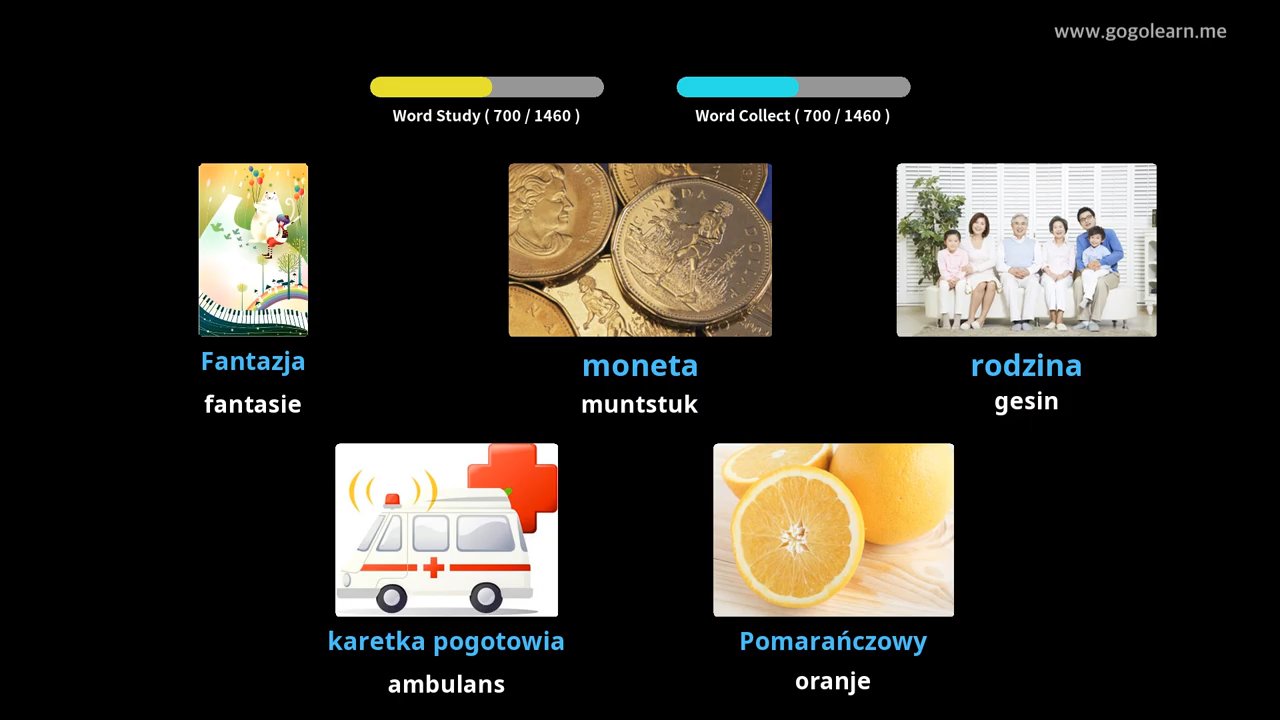 www.gogolearn.me
Word Study ( 700 / 1460 )
Word Collect ( 700 / 1460 )
Fantazja
fantasie
moneta
muntstuk
rodzina
gesin
karetka pogotowia
ambulans
Pomarańczowy
oranje